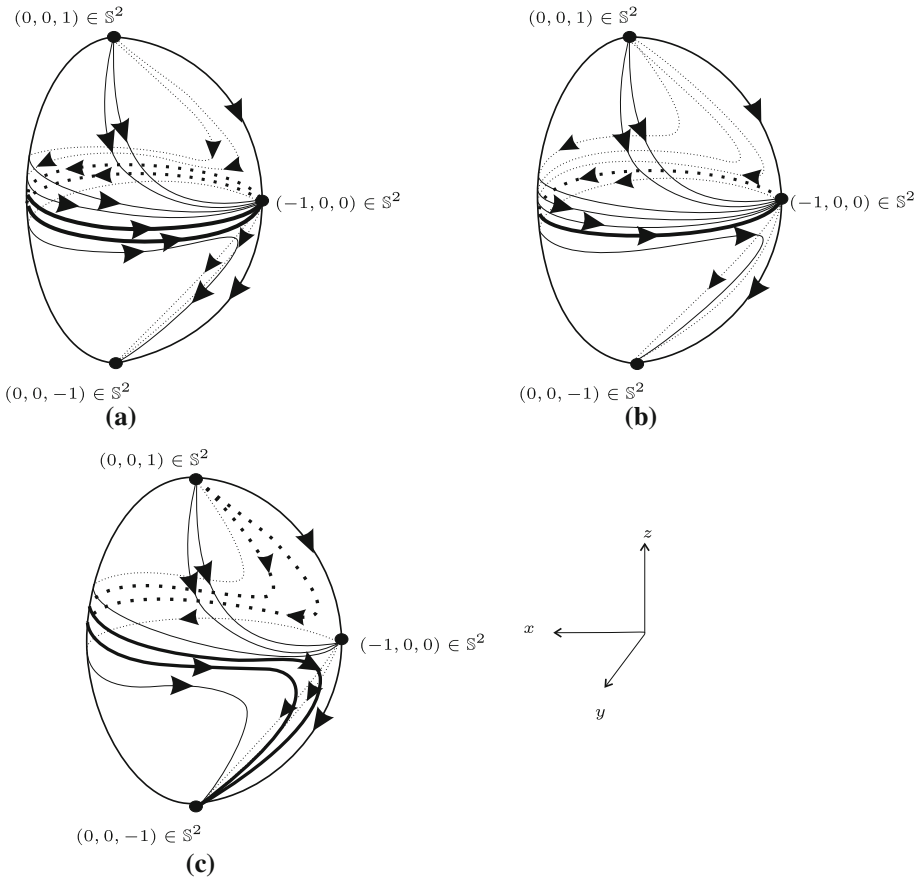 (0, 0, 1) ∈ 𝕊²
(0, 0, 1) ∈ 𝕊²
(−1, 0, 0) ∈ 𝕊²
(−1, 0, 0) ∈ 𝕊²
(0, 0, −1) ∈ 𝕊²
(0, 0, −1) ∈ 𝕊²
(a)
(b)
(0, 0, 1) ∈ 𝕊²
z
x
(−1, 0, 0) ∈ 𝕊²
y
(0, 0, −1) ∈ 𝕊²
(c)